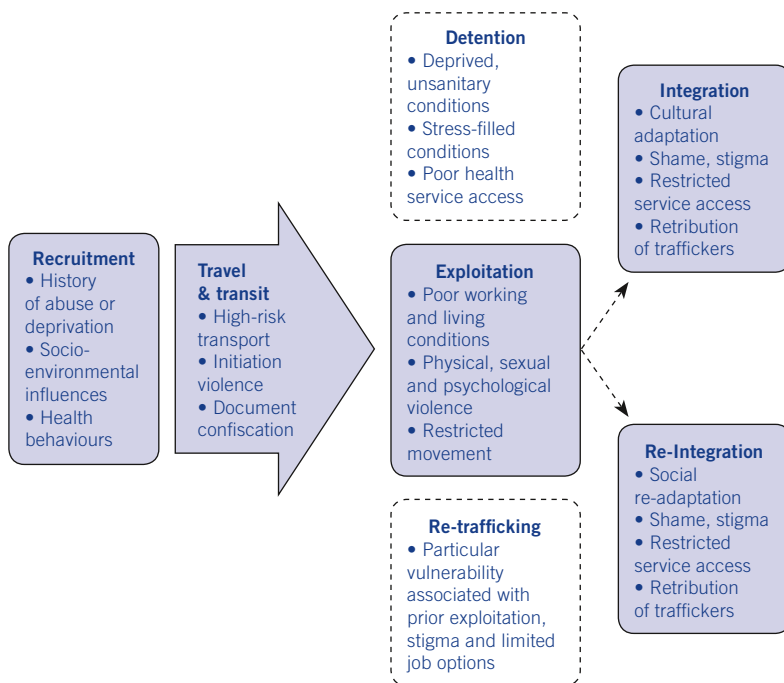 Recruitment
• History
of abuse or
deprivation
• Socio-
environmental
influences
• Health
behaviours
Travel
& transit
• High-risk
transport
• Initiation
violence
• Document
confiscation
Detention
• Deprived,
unsanitary
conditions
• Stress-filled
conditions
• Poor health
service access
Exploitation
• Poor working
and living
conditions
• Physical, sexual
and psychological
violence
• Restricted
movement
Re-trafficking
• Particular
vulnerability
associated with
prior exploitation,
stigma and limited
job options
Integration
• Cultural
adaptation
• Shame, stigma
• Restricted
service access
• Retribution
of traffickers
Re-Integration
• Social
re-adaptation
• Shame, stigma
• Restricted
service access
• Retribution
of traffickers